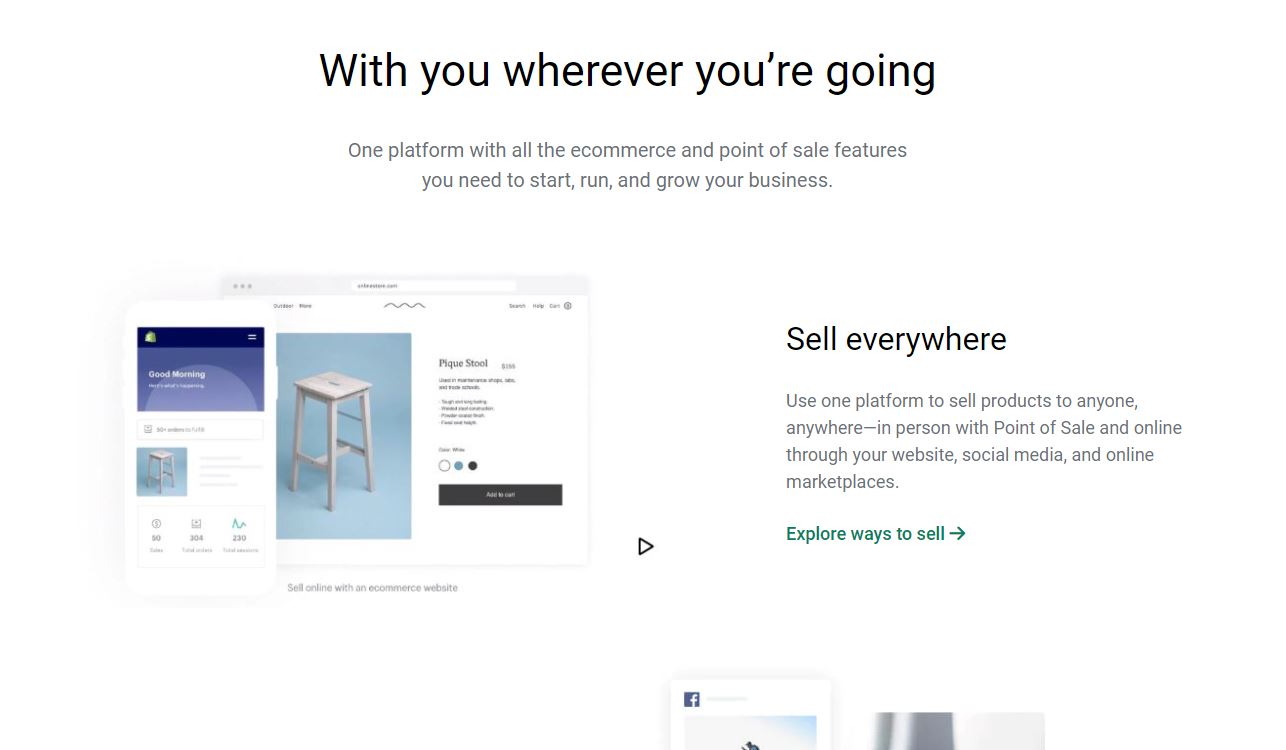 With you wherever you’re going
One platform with all the ecommerce and point of sale features
you need to start, run, and grow your business.
onlinestore.com
Outdoor More
Search Help Cart
Good Morning
Here's what's happening.
Pique Stool $155
Used in maintenance shops, labs,
and trade schools.
- Tough and long lasting.
- Welded steel construction.
- Powder-coated finish.
- Fixed seat height.
50+ orders to fulfill
Color: White
Add to cart
50 304 230
Sales Total orders Total sessions
Sell online with an ecommerce website
Sell everywhere
Use one platform to sell products to anyone,
anywhere—in person with Point of Sale and online
through your website, social media, and online
marketplaces.
Explore ways to sell